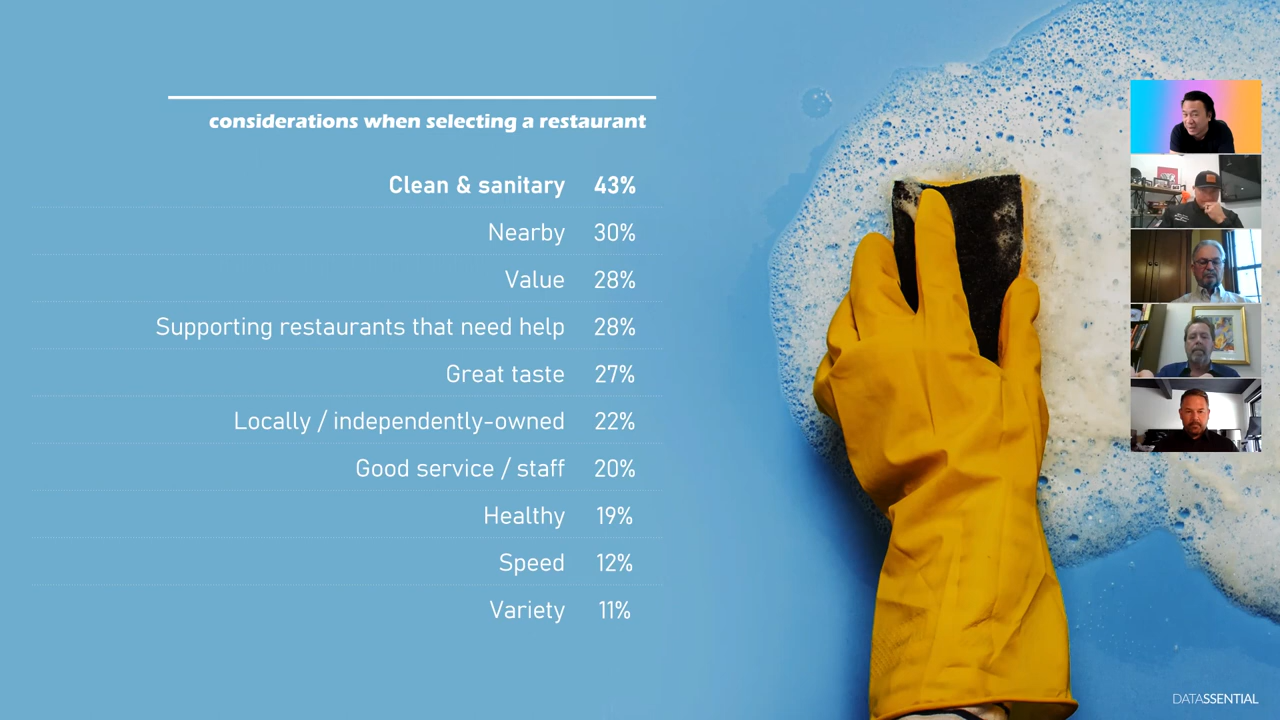 considerations when selecting a restaurant
Clean & sanitary 43%
Nearby 30%
Value 28%
Supporting restaurants that need help 28%
Great taste 27%
Locally / independently-owned 22%
Good service / staff 20%
Healthy 19%
Speed 12%
Variety 11%
DATASSENTIAL